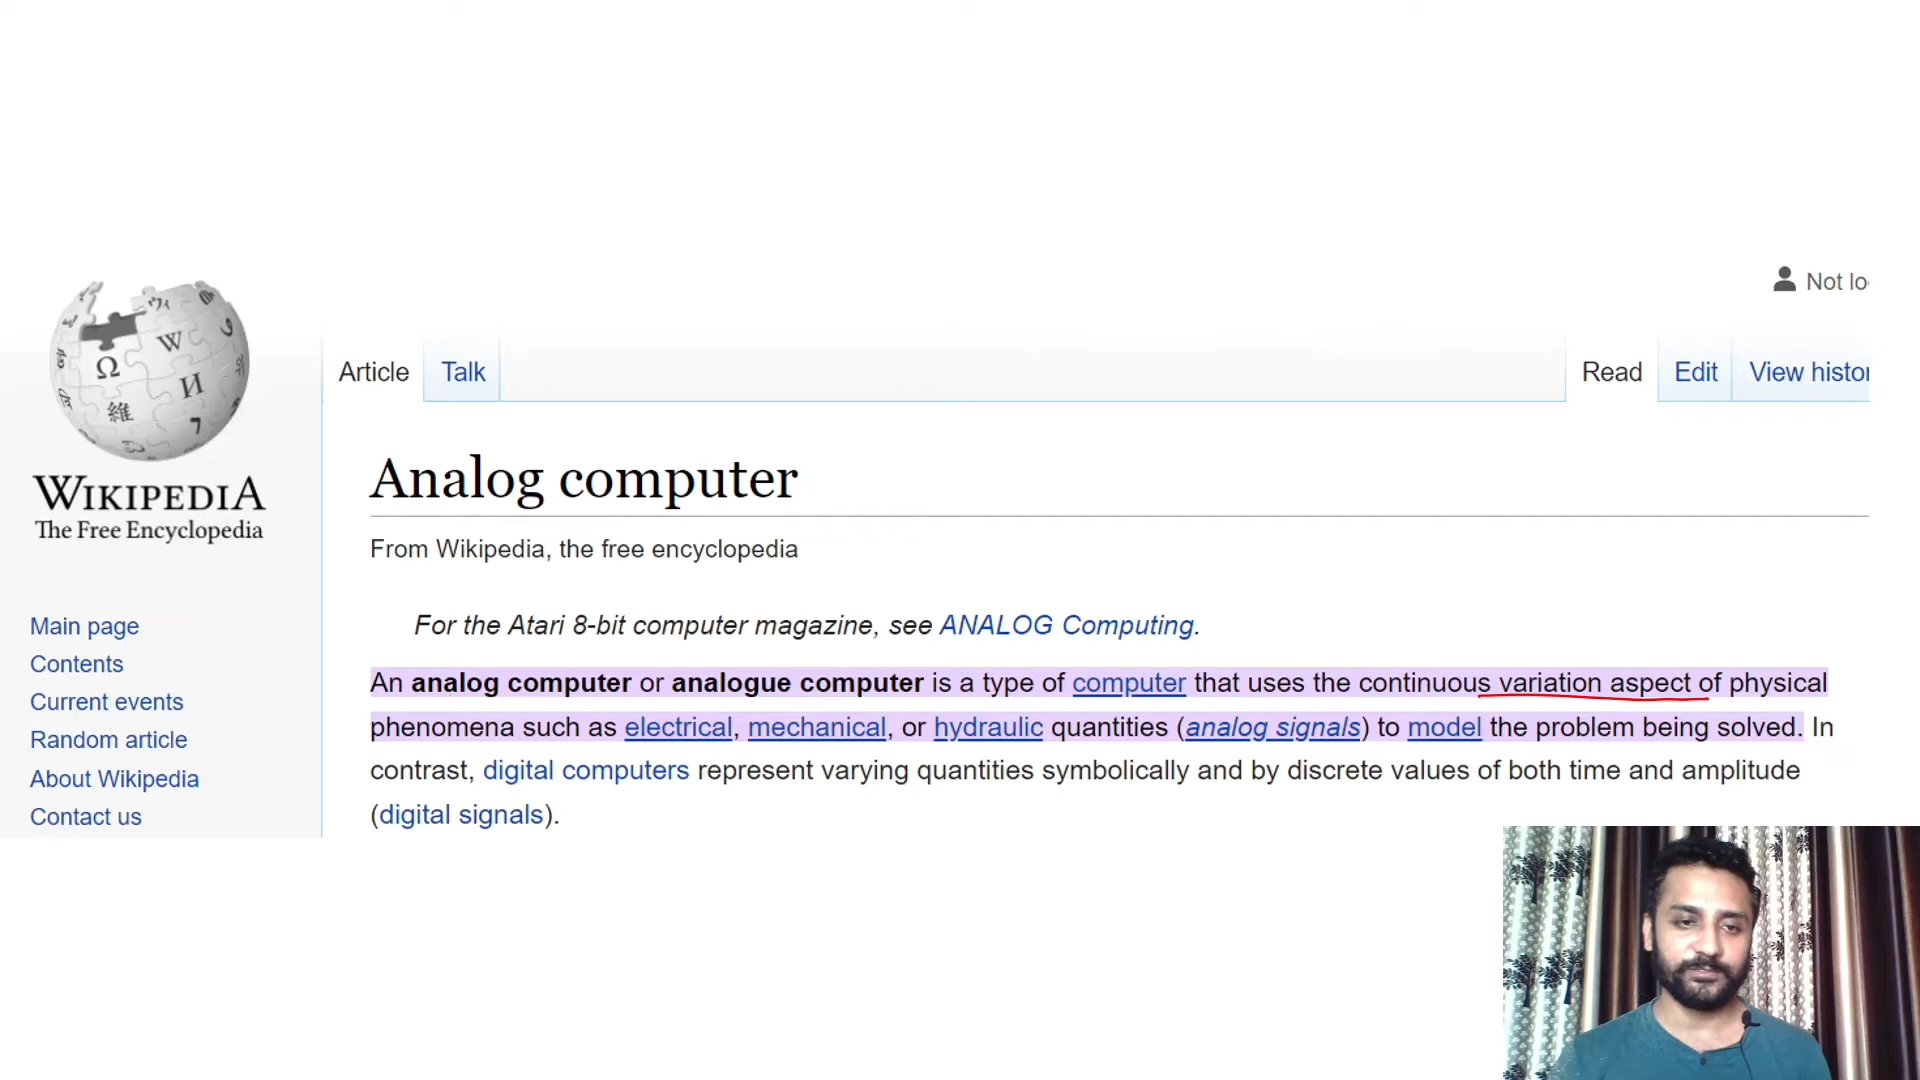 Not lo
Article Talk Read Edit View histor
WIKIPEDIA
The Free Encyclopedia
Analog computer
From Wikipedia, the free encyclopedia
For the Atari 8-bit computer magazine, see ANALOG Computing.
An analog computer or analogue computer is a type of computer that uses the continuous variation aspect of physical
phenomena such as electrical, mechanical, or hydraulic quantities (analog signals) to model the problem being solved. In
contrast, digital computers represent varying quantities symbolically and by discrete values of both time and amplitude
(digital signals).
Main page
Contents
Current events
Random article
About Wikipedia
Contact us